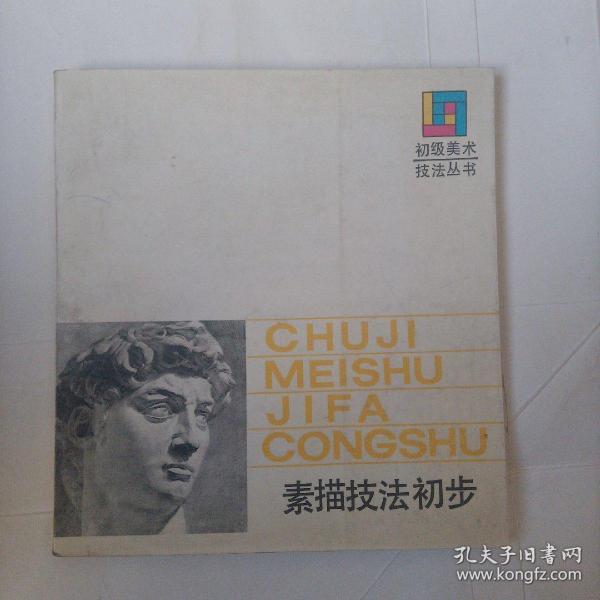 初级美术
技法丛书
CHUJI
MEISHU
JIFA
CONGSHU
素描技法初步
孔夫子旧书网
www.kongfz.com